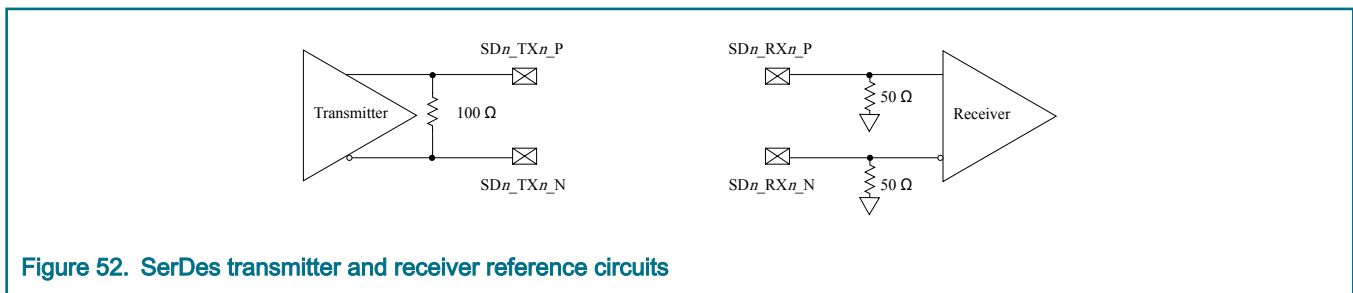 SDn_TXn_P
SDn_RXn_P
Transmitter
100 Ω
50 Ω
Receiver
SDn_TXn_N
SDn_RXn_N
50 Ω
Figure 52. SerDes transmitter and receiver reference circuits